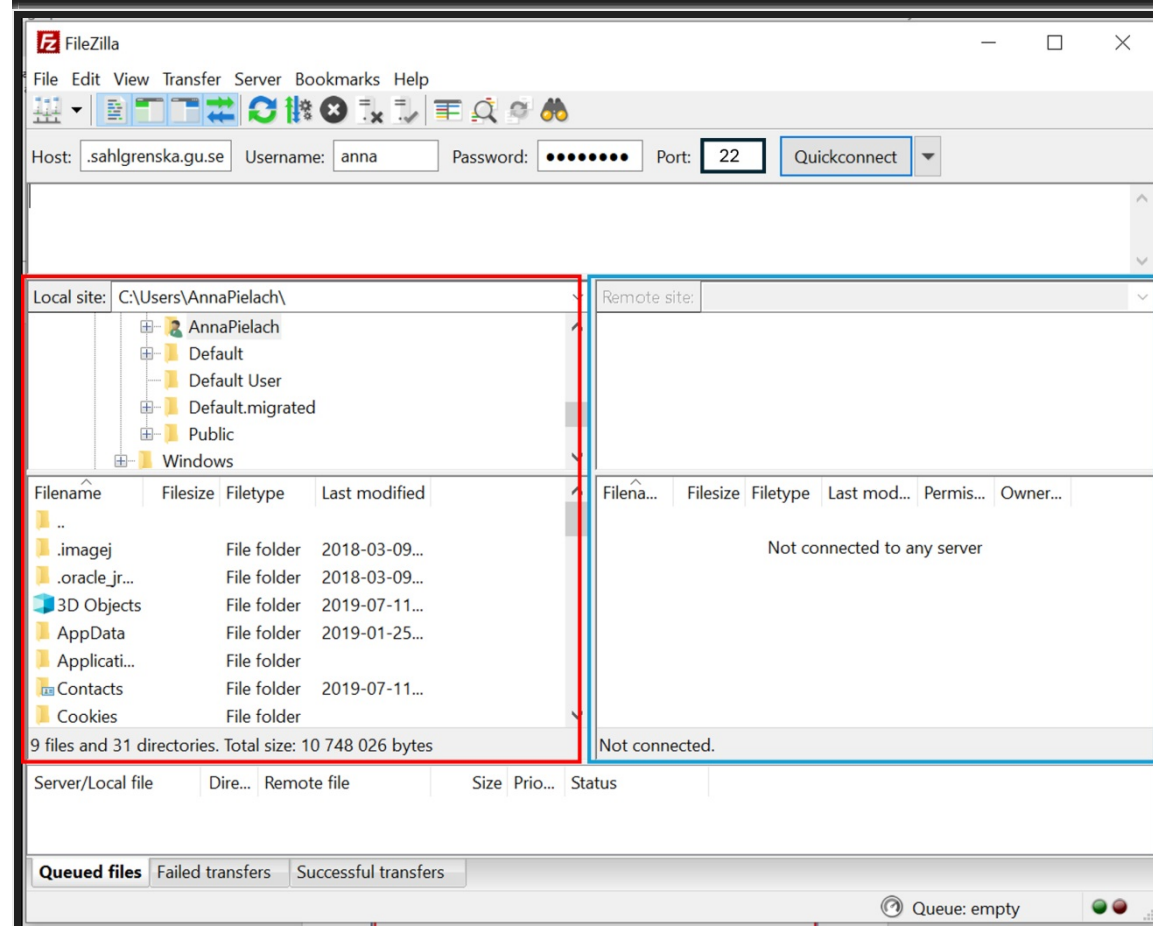 FileZilla
File Edit View Transfer Server Bookmarks Help
Host: .sahlgrenska.gu.se Username: anna Password: ●●●●●●●● Port: 22 Quickconnect
Local site: C:\Users\AnnaPielach\
Remote site:
AnnaPielach
Default
Default User
Default.migrated
Public
Windows
Filename Filesize Filetype Last modified
..
.imagej File folder 2018-03-09...
.oracle_jr... File folder 2018-03-09...
3D Objects File folder 2019-07-11...
AppData File folder 2019-01-25...
Applicati... File folder
Contacts File folder 2019-07-11...
Cookies File folder
9 files and 31 directories. Total size: 10 748 026 bytes
Filena... Filesize Filetype Last mod... Permis... Owner...
Not connected to any server
Not connected.
Server/Local file Dire... Remote file Size Prio... Status
Queued files Failed transfers Successful transfers
Queue: empty